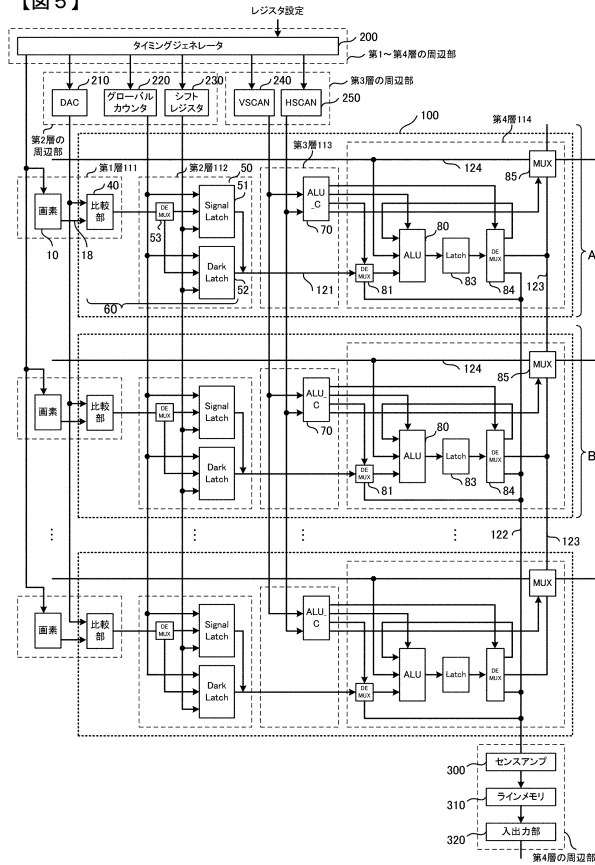 【図5】
レジスタ設定
タイミングジェネレータ
200
第1～第4層の周辺部
210
220
230
240
第3層の周辺部
DAC
グローバル
カウンタ
シフト
レジスタ
VSCAN
HSCAN
250
第2層の
周辺部
100
第4層114
第1層111
第2層112
50
第3層113
124
MUX
85
40
51
画素
比較部
DE
MUX
Signal
Latch
ALU
_C
80
10
18
53
70
ALU
Latch
DE
MUX
123
A
Dark
Latch
DE
MUX
52
60
121
81
83
84
124
MUX
85
画素
比較部
DE
MUX
Signal
Latch
ALU_
C
80
70
ALU
Latch
DE
MUX
B
Dark
Latch
DE
MUX
81
83
84
122
123
MUX
画素
比較部
DE
MUX
Signal
Latch
ALU_
C
ALU
Latch
DE
MUX
Dark
Latch
DE
MUX
300
センスアンプ
310
ラインメモリ
320
入出力部
第4層の周辺部